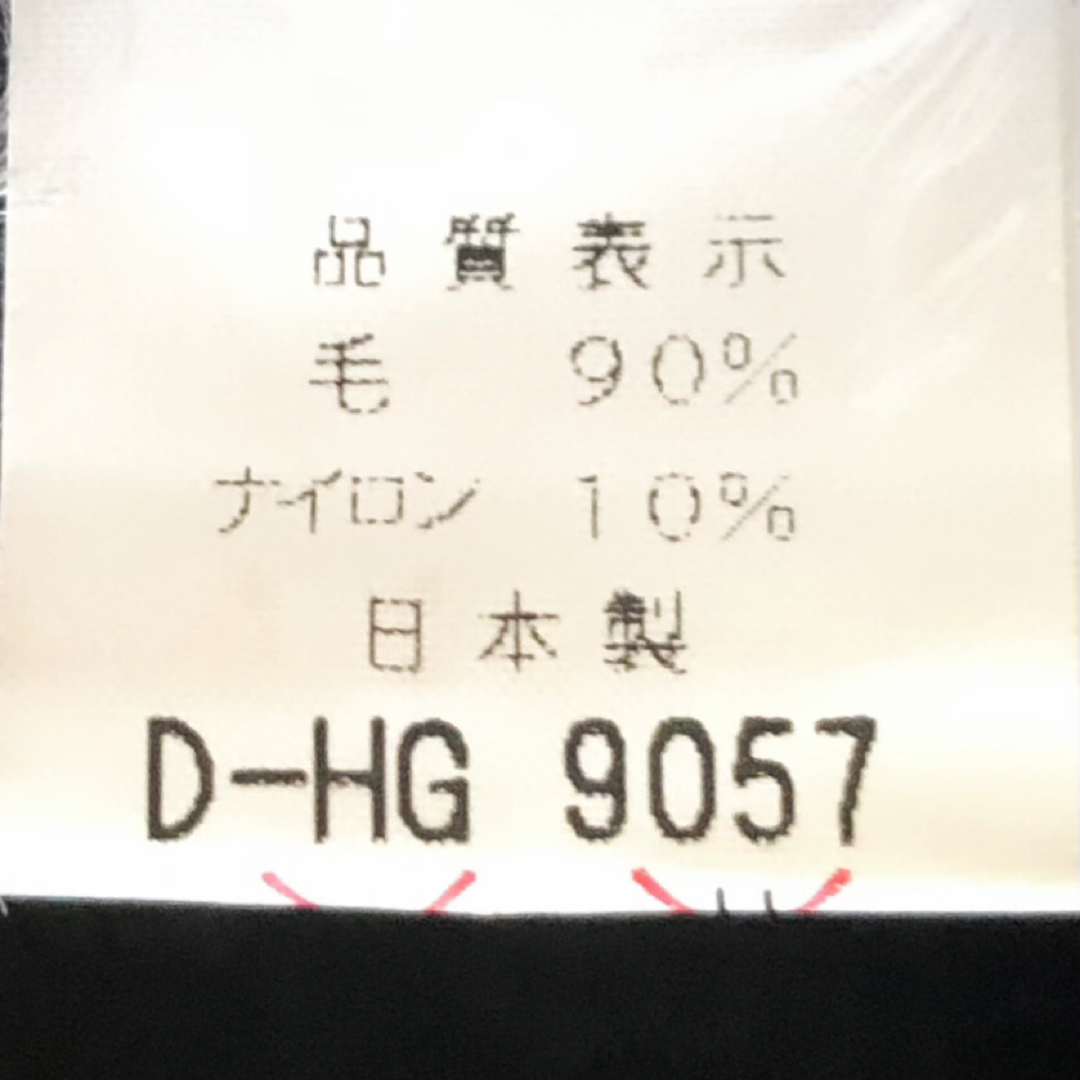 品質表示
毛 90%
ナイロン 10%
日本製
D-HG 9057